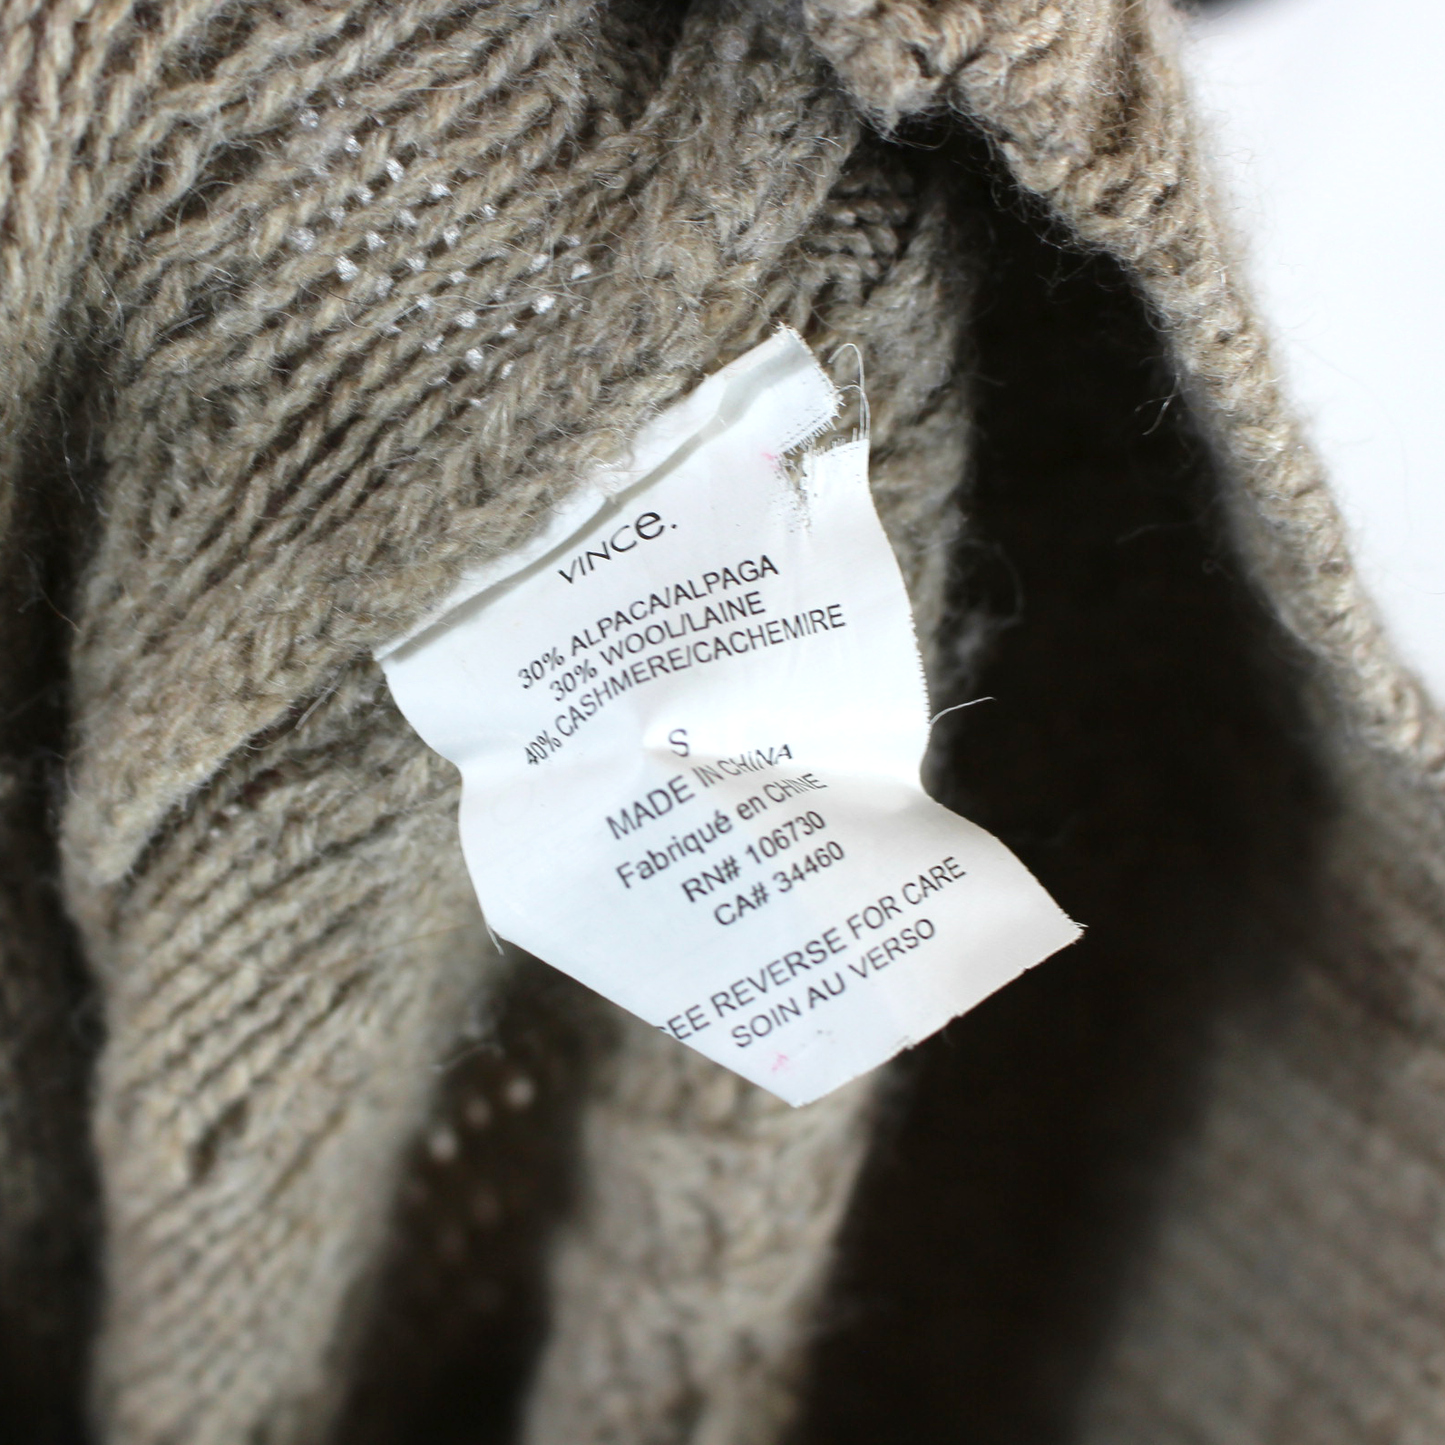 VINCe.
30% ALPACA/ALPAGA
30% WOOL/LAINE
40% CASHMERE/CACHEMIRE
S
MADE IN CHINA
Fabriqué en CHINE
RN# 106730
CA# 34460
SEE REVERSE FOR CARE
SOIN AU VERSO